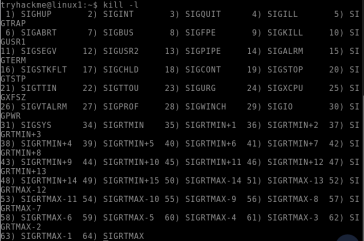 tryhackme@linux1:~$ kill -l
 1) SIGHUP	 2) SIGINT	 3) SIGQUIT	 4) SIGILL	 5) SI
GTRAP
 6) SIGABRT	 7) SIGBUS	 8) SIGFPE	 9) SIGKILL	10) SI
GUSR1
11) SIGSEGV	12) SIGUSR2	13) SIGPIPE	14) SIGALRM	15) SI
GTERM
16) SIGSTKFLT	17) SIGCHLD	18) SIGCONT	19) SIGSTOP	20) SI
GTSTP
21) SIGTTIN	22) SIGTTOU	23) SIGURG	24) SIGXCPU	25) SI
GXFSZ
26) SIGVTALRM	27) SIGPROF	28) SIGWINCH	29) SIGIO	30) SI
GPWR
31) SIGSYS	34) SIGRTMIN	35) SIGRTMIN+1	36) SIGRTMIN+2	37) SI
GRTMIN+3
38) SIGRTMIN+4	39) SIGRTMIN+5	40) SIGRTMIN+6	41) SIGRTMIN+7	42) SI
GRTMIN+8
43) SIGRTMIN+9	44) SIGRTMIN+10	45) SIGRTMIN+11	46) SIGRTMIN+12	47) SI
GRTMIN+13
48) SIGRTMIN+14	49) SIGRTMIN+15	50) SIGRTMAX-14	51) SIGRTMAX-13	52) SI
GRTMAX-12
53) SIGRTMAX-11	54) SIGRTMAX-10	55) SIGRTMAX-9	56) SIGRTMAX-8	57) SI
GRTMAX-7
58) SIGRTMAX-6	59) SIGRTMAX-5	60) SIGRTMAX-4	61) SIGRTMAX-3	62) SI
GRTMAX-2
63) SIGRTMAX-1	64) SIGRTMAX